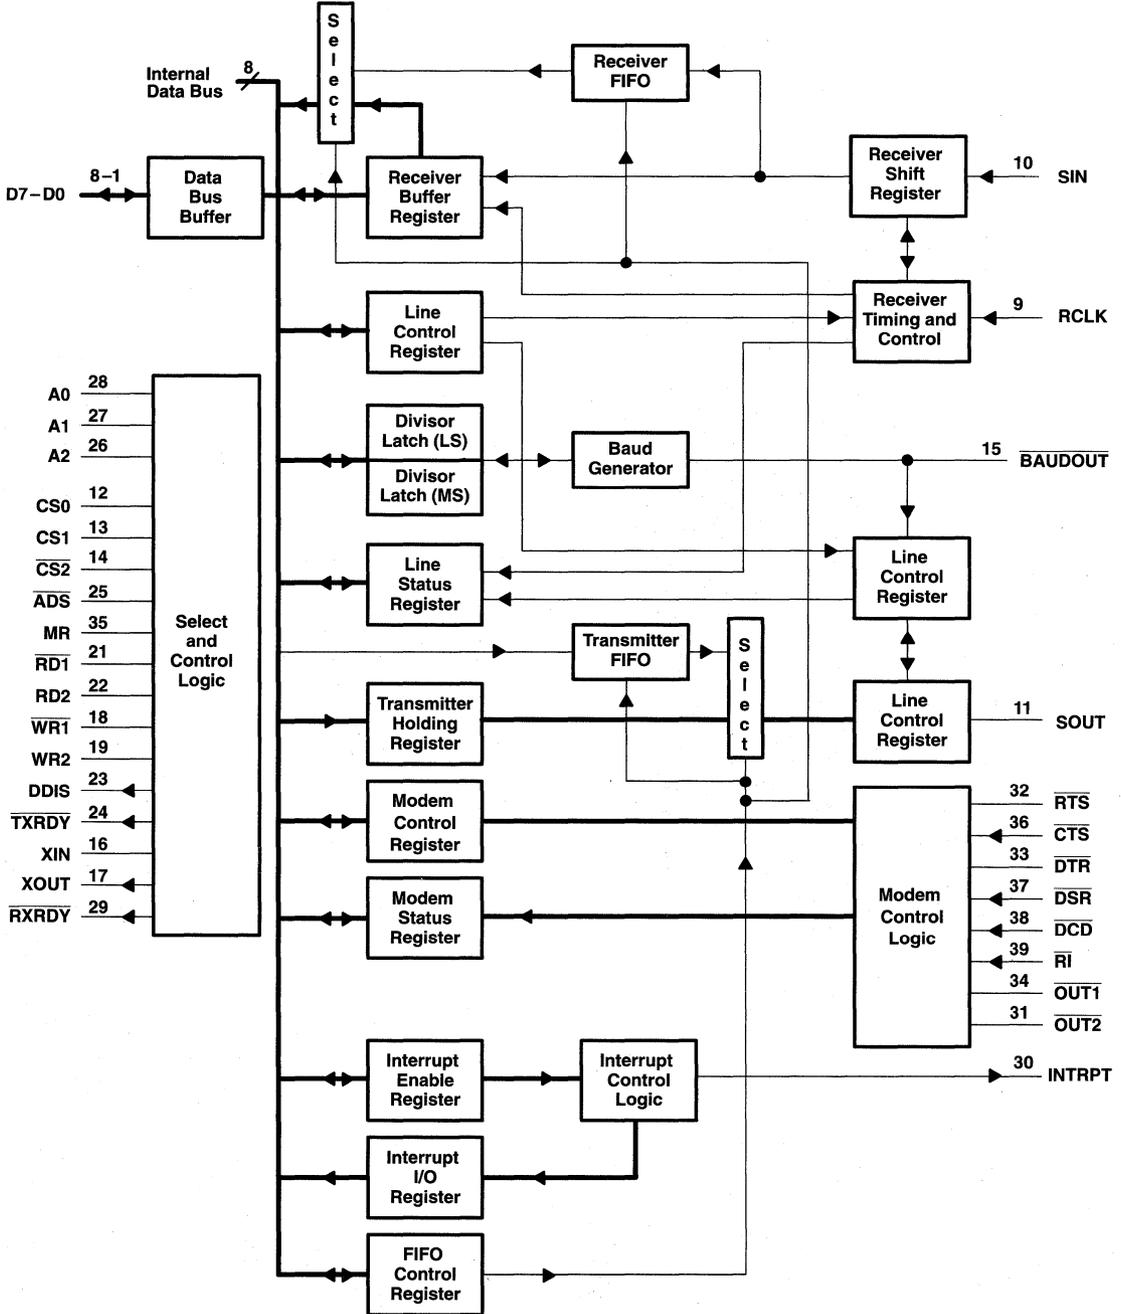 S
e
l
e
c
t
8
Internal
Data Bus
Receiver
FIFO
D7–D0
8–1
Data
Bus
Buffer
Receiver
Buffer
Register
Receiver
Shift
Register
10
SIN
Line
Control
Register
Receiver
Timing and
Control
9
RCLK
A0
28
A1
27
A2
26
CS0
12
CS1
13
CS2
14
ADS
25
MR
35
RD1
21
RD2
22
WR1
18
WR2
19
DDIS
23
TXRDY
24
XIN
16
XOUT
17
RXRDY
29
Select
and
Control
Logic
Divisor
Latch (LS)
Divisor
Latch (MS)
Baud
Generator
15
BAUDOUT
Line
Status
Register
Line
Control
Register
Transmitter
FIFO
S
e
l
e
c
t
Transmitter
Holding
Register
Line
Control
Register
11
SOUT
Modem
Control
Register
Modem
Status
Register
Modem
Control
Logic
32
RTS
36
CTS
33
DTR
37
DSR
38
DCD
39
RI
34
OUT1
31
OUT2
Interrupt
Enable
Register
Interrupt
Control
Logic
30
INTRPT
Interrupt
I/O
Register
FIFO
Control
Register